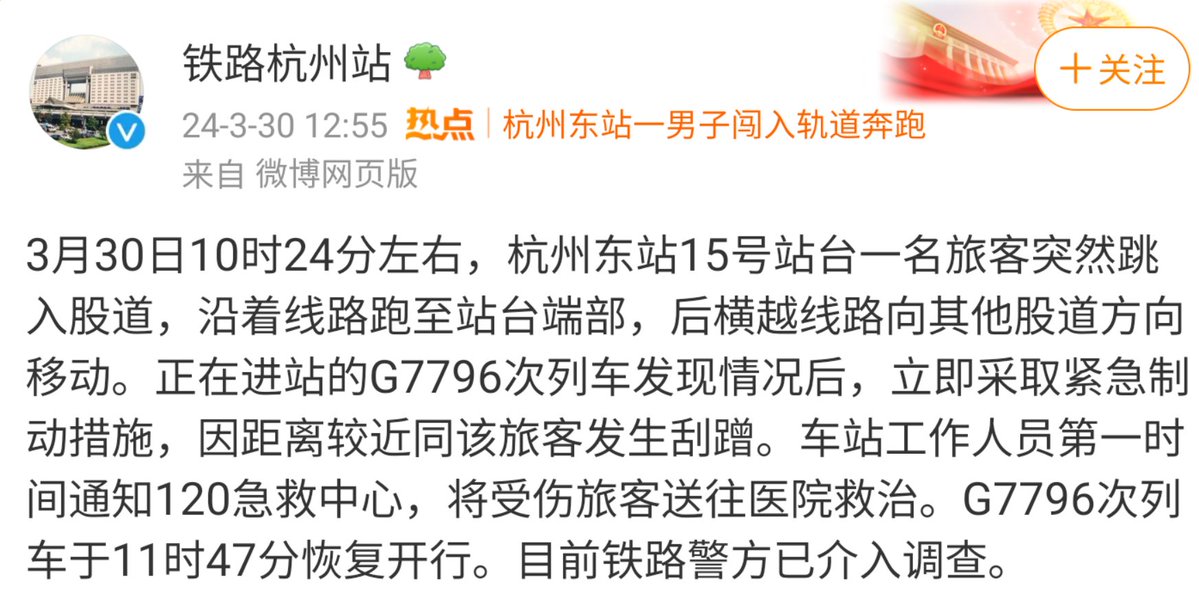 铁路杭州站
+关注
24-3-30 12:55 热点 | 杭州东站一男子闯入轨道奔跑
来自 微博网页版
3月30日10时24分左右，杭州东站15号站台一名旅客突然跳
入股道，沿着线路跑至站台端部，后横越线路向其他股道方向
移动。正在进站的G7796次列车发现情况后，立即采取紧急制
动措施，因距离较近同该旅客发生刮蹭。车站工作人员第一时
间通知120急救中心，将受伤旅客送往医院救治。G7796次列
车于11时47分恢复开行。目前铁路警方已介入调查。